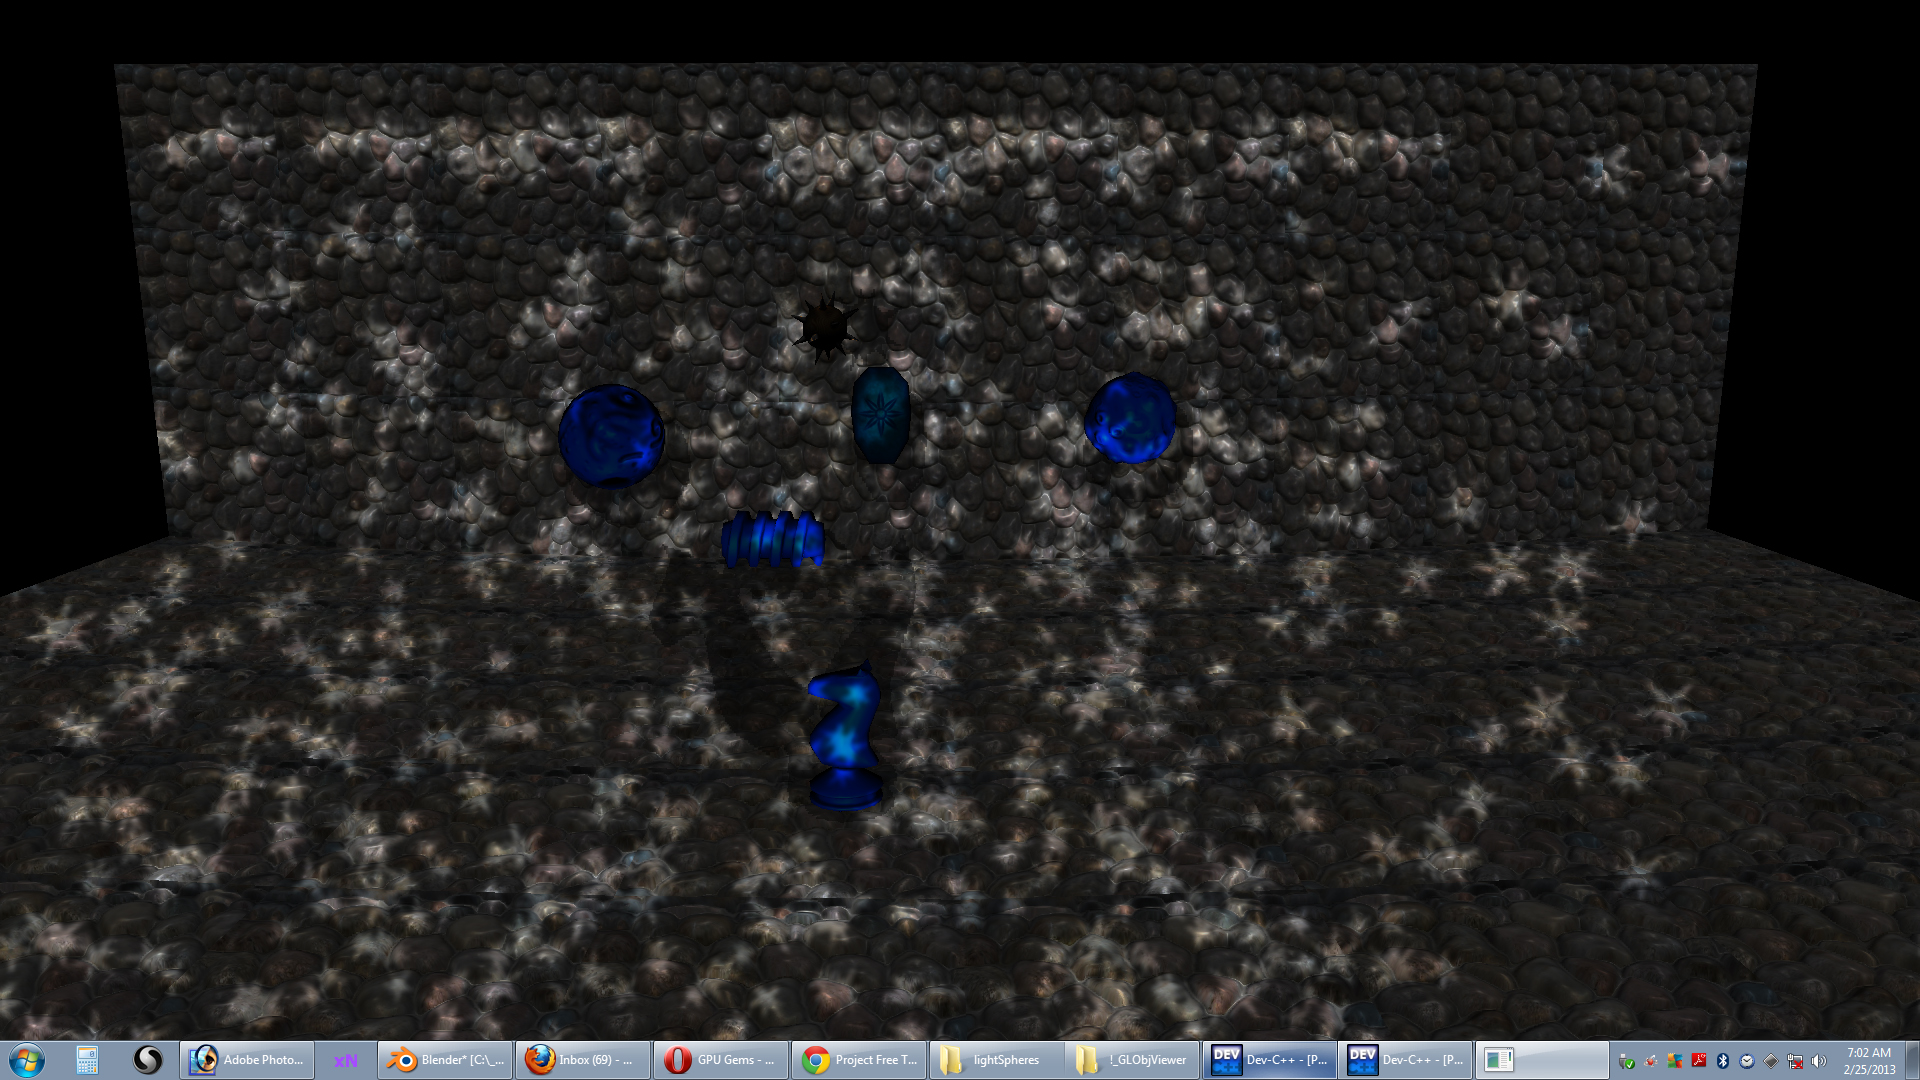 Adobe Photo...
xN
Blender* [C:\_...
Inbox (69) - ...
GPU Gems - ...
Project Free T...
lightSpheres
!_GLObjViewer
DEV C++
Dev-C++ - [P...
DEV C++
Dev-C++ - [P...
7:02 AM
2/25/2013